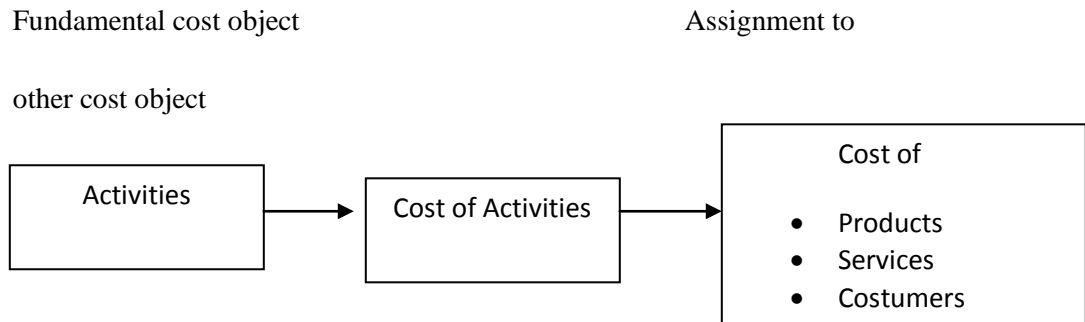 Fundamental cost object Assignment to
other cost object
Activities
Cost of Activities
Cost of
• Products
• Services
• Costumers